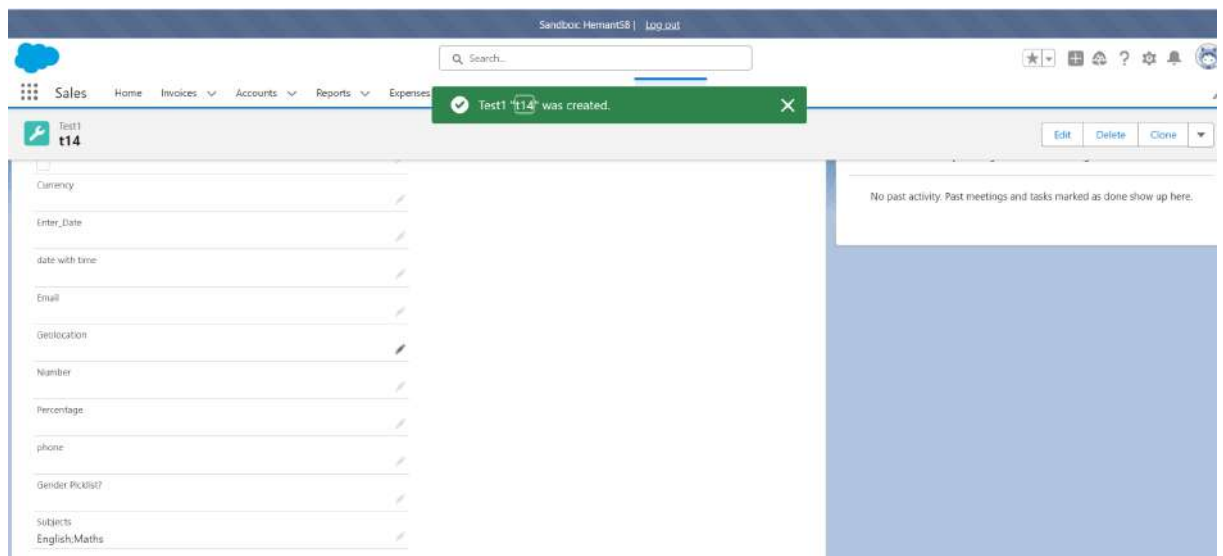 Sandbox: HemantSB | Log out
Search...
Sales Home Invoices Accounts Reports Expenses
Test1 "t14" was created.
Test1
t14
Edit Delete Clone
Currency
Enter_Date
date with time
Email
Geolocation
Number
Percentage
phone
Gender Picklist?
Subjects
English;Maths
No past activity. Past meetings and tasks marked as done show up here.